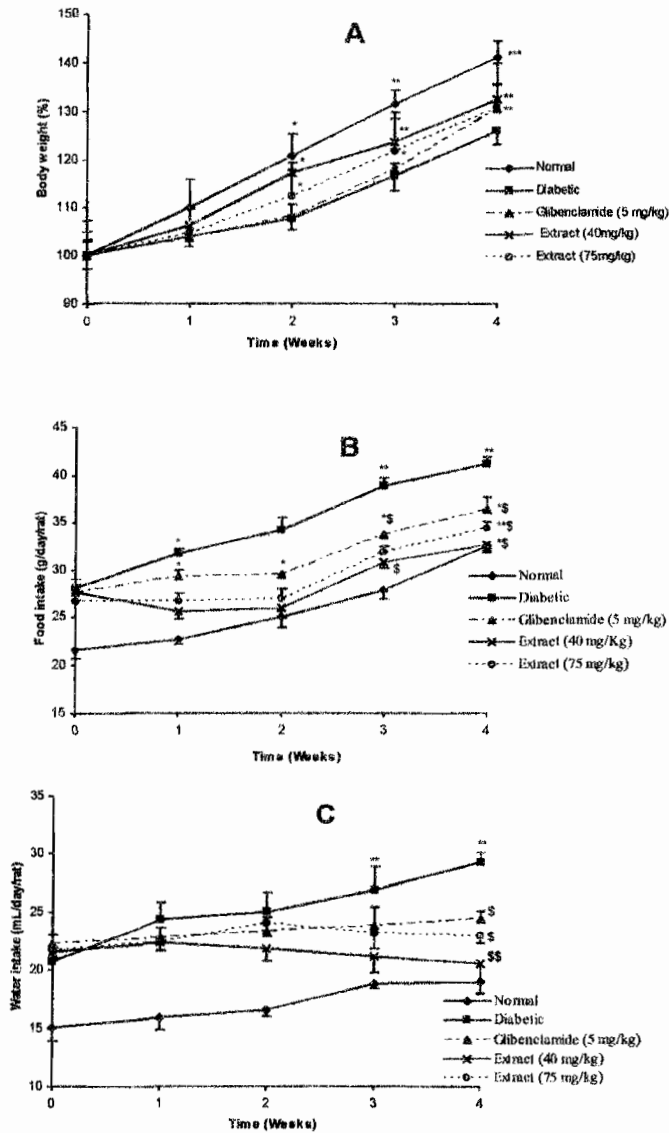 A
150
140
130
120
110
100
90
Body weight (%)
0 1 2 3 4
Time (Weeks)
* ** ***
* ** **
* * **
Normal
Diabetic
Glibenclamide (5 mg/kg)
Extract (40mg/kg)
Extract (75mg/kg)
B
45
40
35
30
25
20
15
Food intake (g/day/rat)
0 1 2 3 4
Time (Weeks)
** **
* *$ *$
* * **$
$ *$
Normal
Diabetic
Glibenclamide (5 mg/kg)
Extract (40 mg/Kg)
Extract (75 mg/kg)
C
35
30
25
20
15
10
Water intake (mL/day/rat)
0 1 2 3 4
Time (Weeks)
** **
$
$
$$
Normal
Diabetic
Glibenclamide (5 mg/kg)
Extract (40 mg/kg)
Extract (75 mg/kg)